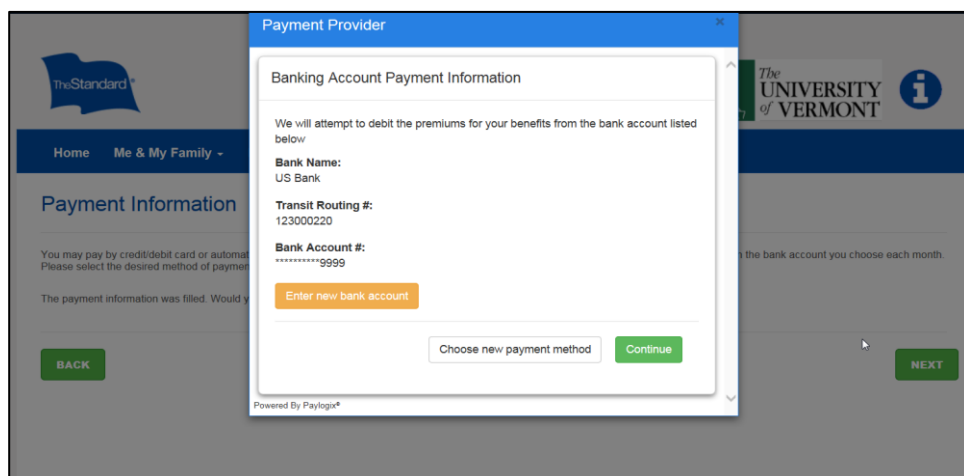 Payment Provider
×
TheStandard®
The
UNIVERSITY
of VERMONT
i
Home Me & My Family
Banking Account Payment Information
We will attempt to debit the premiums for your benefits from the bank account listed
below
Bank Name:
US Bank
Transit Routing #:
123000220
Bank Account #:
**********9999
Enter new bank account
Choose new payment method Continue
Powered By Paylogix®
Payment Information
You may pay by credit/debit card or the bank account you choose each month.
Please select the desired method of
The payment information was filled. Would
BACK
NEXT